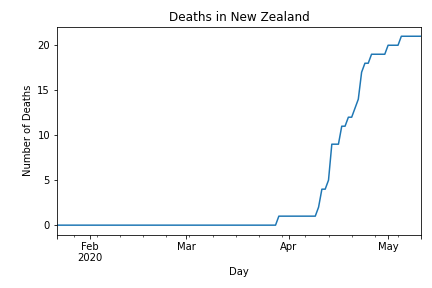 Deaths in New Zealand
Number of Deaths
20
15
10
5
0
Feb
2020
Mar
Apr
May
Day